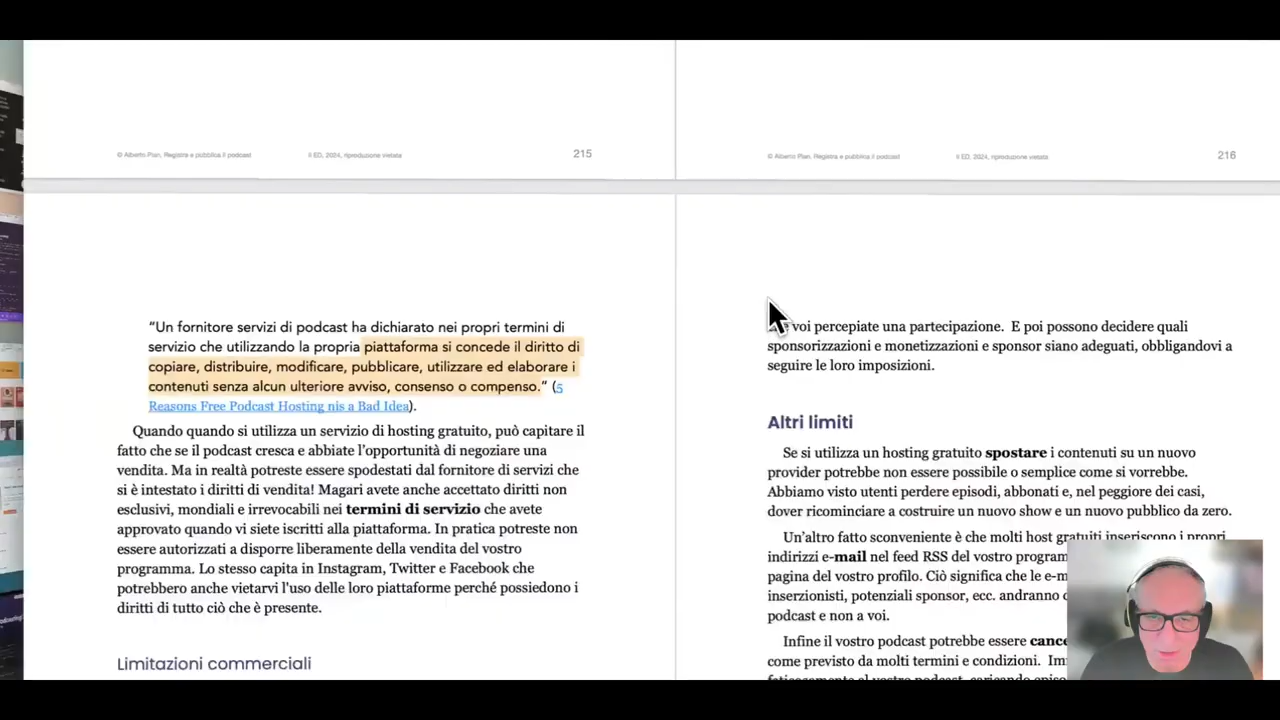 © Alberto Pian, Registra e pubblica il podcast
II ED, 2024, riproduzione vietata
215
© Alberto Pian, Registra e pubblica il podcast
II ED, 2024, riproduzione vietata
216
“Un fornitore servizi di podcast ha dichiarato nei propri termini di
servizio che utilizzando la propria piattaforma si concede il diritto di
copiare, distribuire, modificare, pubblicare, utilizzare ed elaborare i
contenuti senza alcun ulteriore avviso, consenso o compenso.” (5
Reasons Free Podcast Hosting nis a Bad Idea).
Quando quando si utilizza un servizio di hosting gratuito, può capitare il
fatto che se il podcast cresca e abbiate l’opportunità di negoziare una
vendita. Ma in realtà potreste essere spodestati dal fornitore di servizi che
si è intestato i diritti di vendita! Magari avete anche accettato diritti non
esclusivi, mondiali e irrevocabili nei termini di servizio che avete
approvato quando vi siete iscritti alla piattaforma. In pratica potreste non
essere autorizzati a disporre liberamente della vendita del vostro
programma. Lo stesso capita in Instagram, Twitter e Facebook che
potrebbero anche vietarvi l’uso delle loro piattaforme perché possiedono i
diritti di tutto ciò che è presente.
Limitazioni commerciali
voi percepiate una partecipazione. E poi possono decidere quali
sponsorizzazioni e monetizzazioni e sponsor siano adeguati, obbligandovi a
seguire le loro imposizioni.
Altri limiti
Se si utilizza un hosting gratuito spostare i contenuti su un nuovo
provider potrebbe non essere possibile o semplice come si vorrebbe.
Abbiamo visto utenti perdere episodi, abbonati e, nel peggiore dei casi,
dover ricominciare a costruire un nuovo show e un nuovo pubblico da zero.
Un’altro fatto sconveniente è che molti host gratuiti inseriscono i propri
indirizzi e-mail nel feed RSS del vostro program
pagina del vostro profilo. Ciò significa che le e-m
inserzionisti, potenziali sponsor, ecc. andranno
podcast e non a voi.
Infine il vostro podcast potrebbe essere canc
come previsto da molti termini e condizioni.